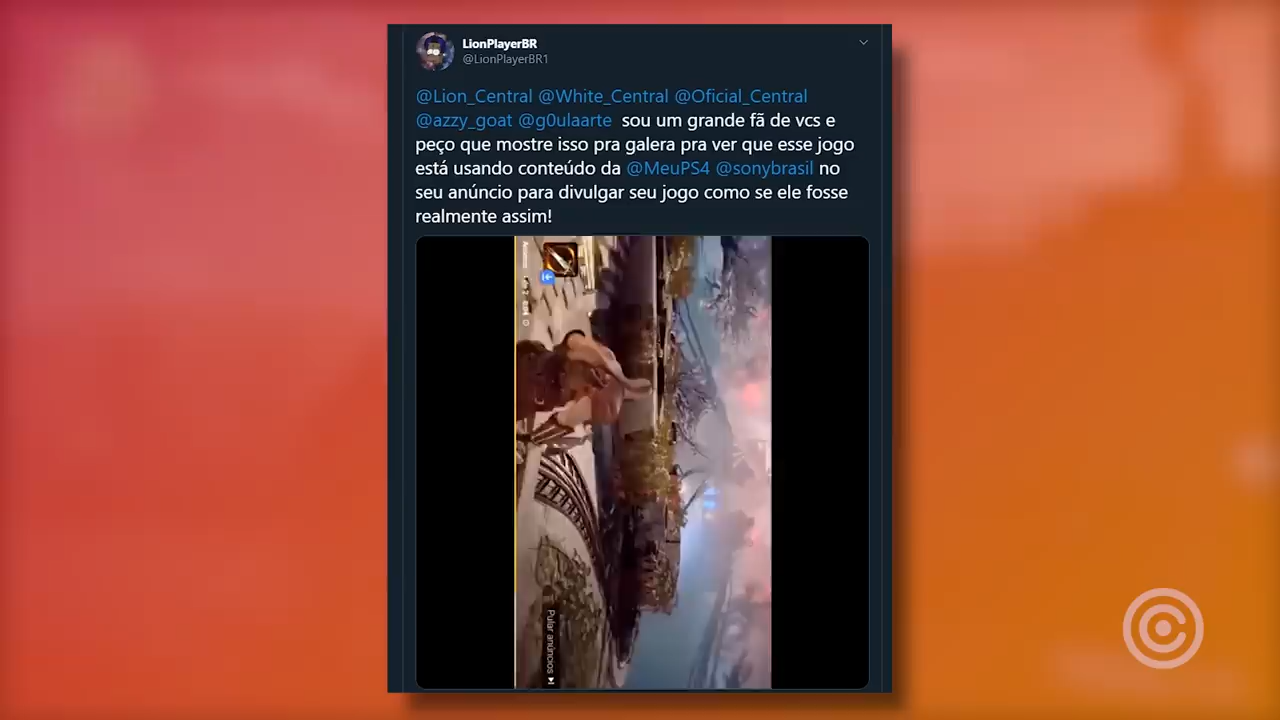 LionPlayerBR
@LionPlayerBR1
@Lion_Central @White_Central @Oficial_Central
@azzy_goat @g0ulaarte sou um grande fã de vcs e
peço que mostre isso pra galera pra ver que esse jogo
está usando conteúdo da @MeuPS4 @sonybrasil no
seu anúncio para divulgar seu jogo como se ele fosse
realmente assim!
Pular anúncios